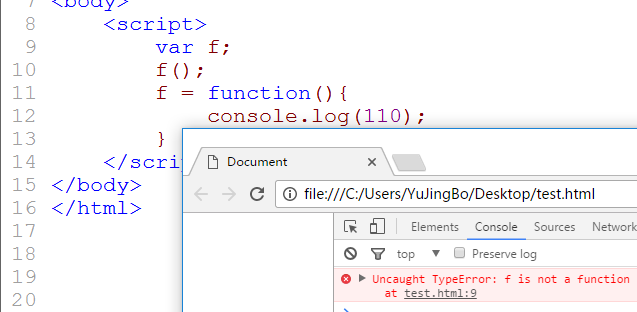 7 <body>
8 <script>
9 var f;
10 f();
11 f = function(){
12 console.log(110);
13 }
14 </scri
15 </body>
16 </html>
17
18
19
20
Document
file:///C:/Users/YuJingBo/Desktop/test.html
Elements Console Sources Network
top Preserve log
Uncaught TypeError: f is not a function
at test.html:9